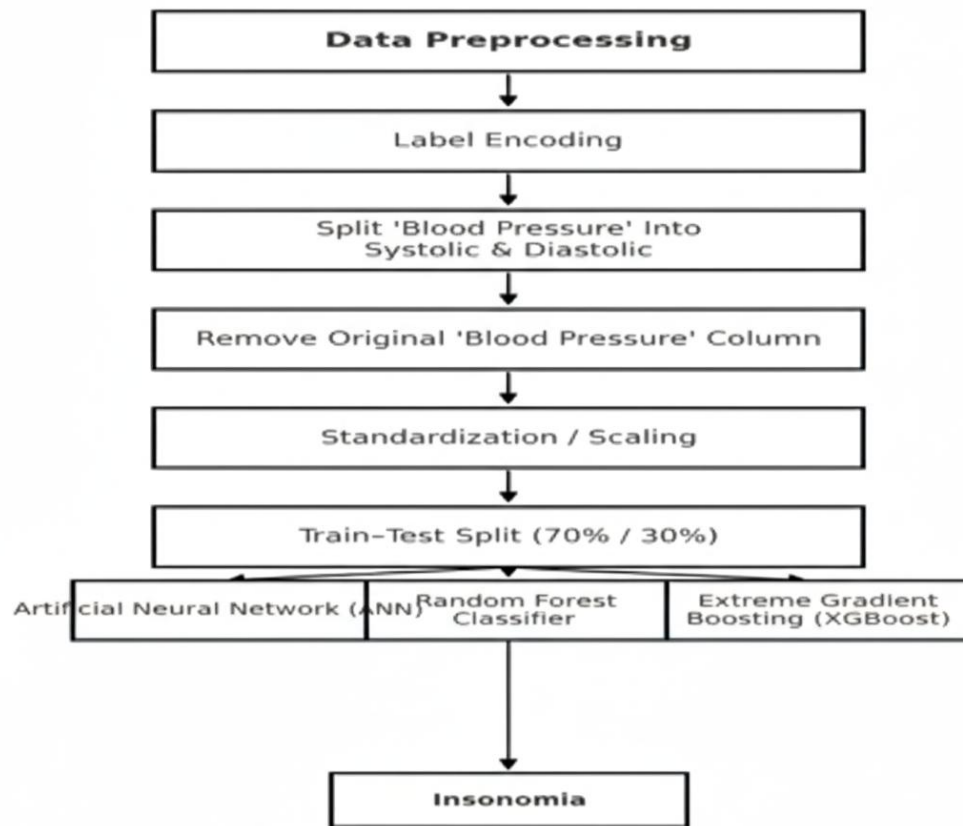 Data Preprocessing
Label Encoding
Split 'Blood Pressure' Into
Systolic & Diastolic
Remove Original 'Blood Pressure' Column
Standardization / Scaling
Train–Test Split (70% / 30%)
Artificial Neural Network (ANN)
Random Forest
Classifier
Extreme Gradient
Boosting (XGBoost)
Insonomia